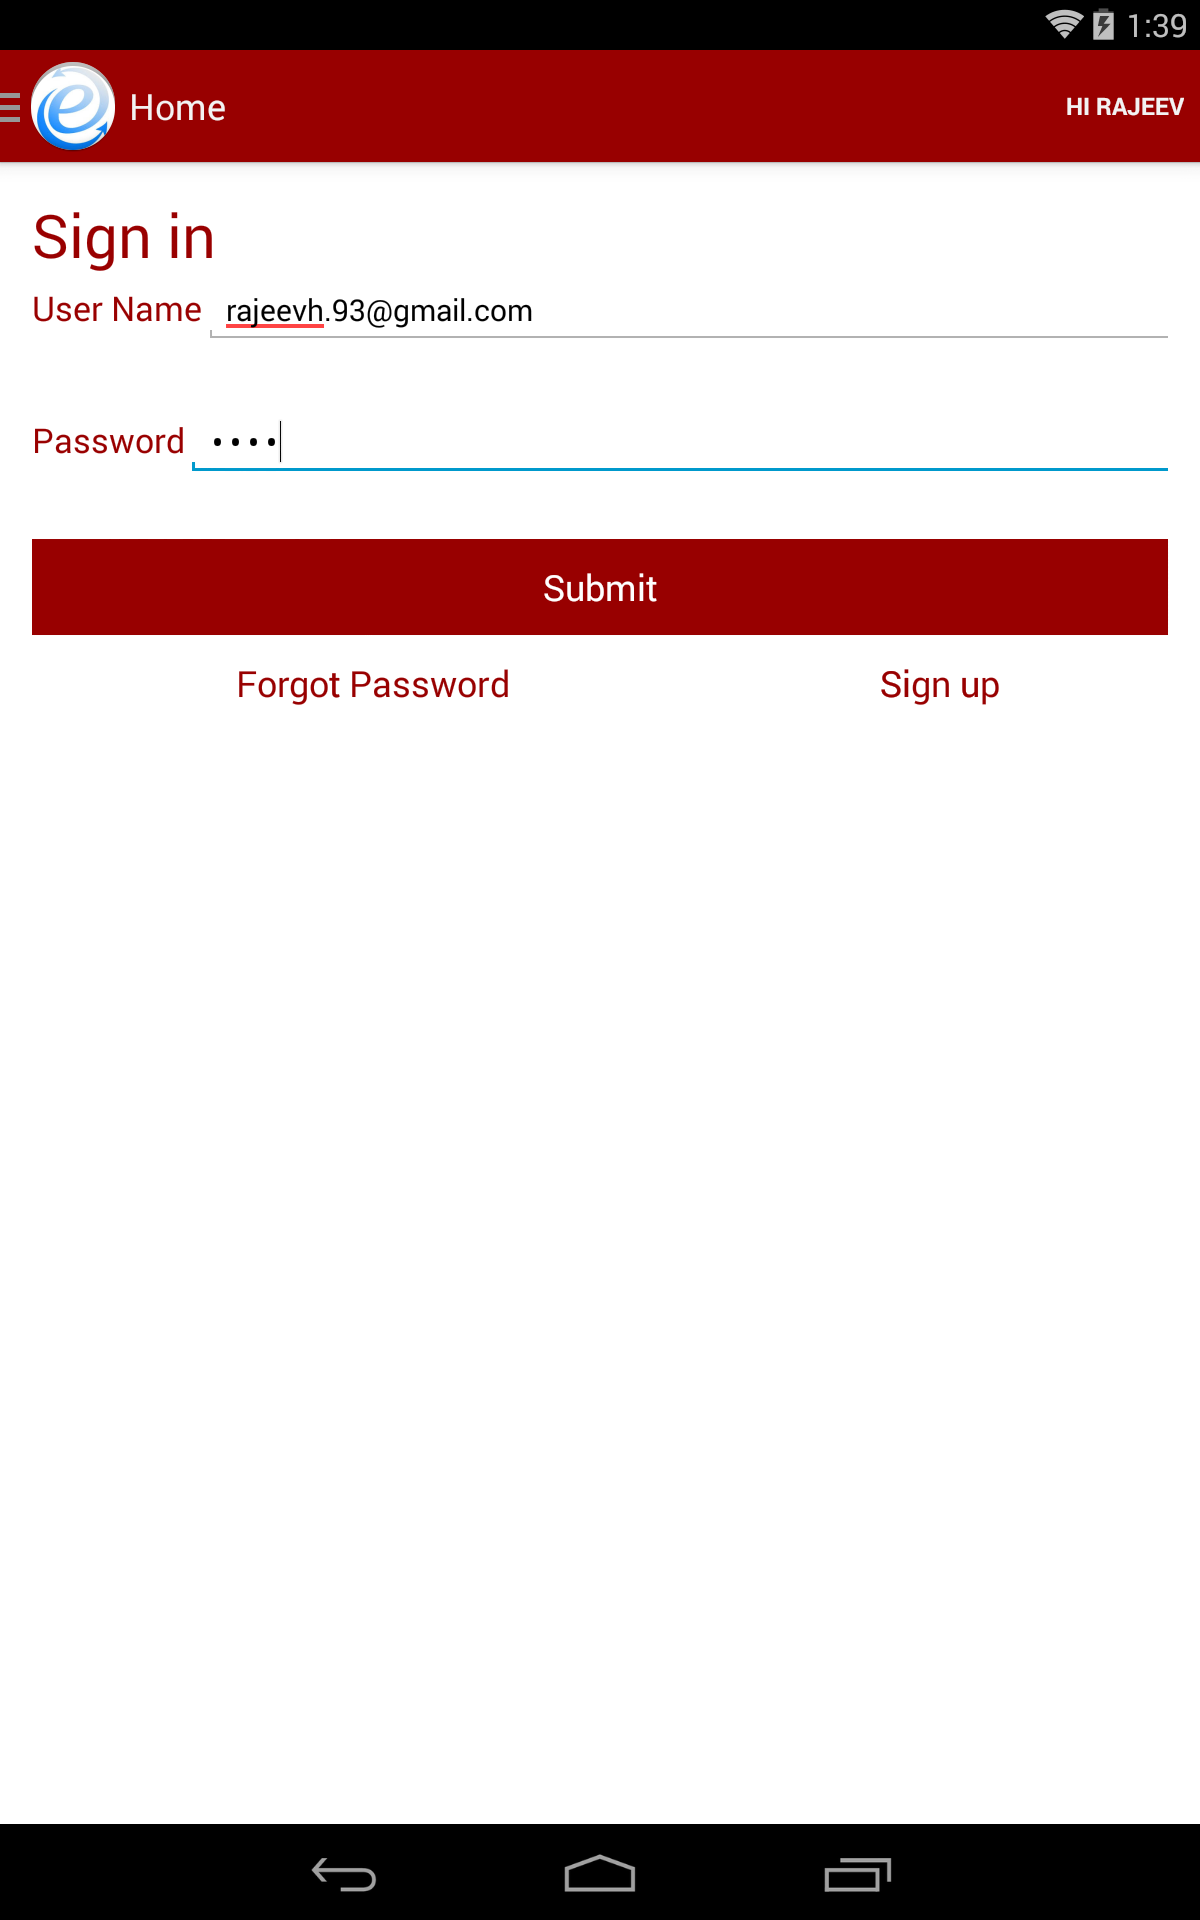 1:39
Home
HI RAJEEV
Sign in
User Name rajeevh.93@gmail.com
Password ••••
Submit
Forgot Password Sign up